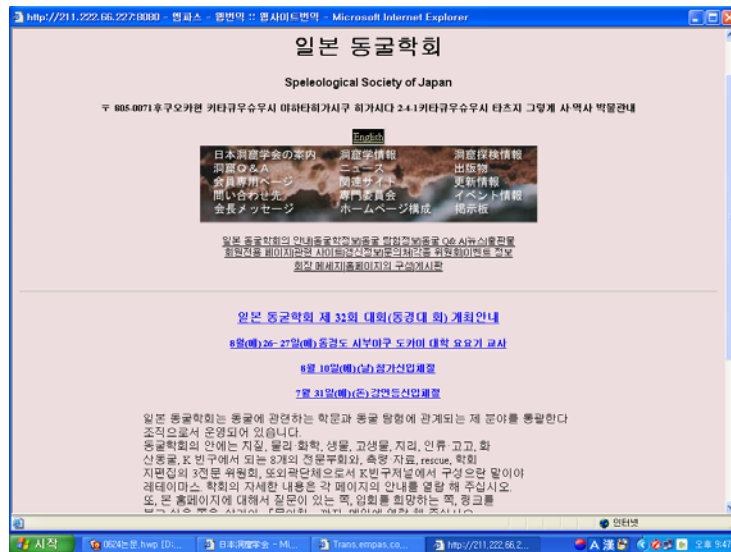 http://211.222.66.227:8080 - 엠파스 - 웹번역 :: 웹사이트번역 - Microsoft Internet Explorer
일본 동굴학회
Speleological Society of Japan
〒 805-0071후쿠오카현 키타규우슈우시 야하타히가시구 히가시다 2-4-1키타규우슈우시 타츠지 그렇게 사·역사 박물관내
English
日本洞窟学会の案内 洞窟学情報 洞窟探検情報
洞窟Q&A ニュース 出版物
会員専用ページ 関連サイト 更新情報
問い合わせ先 専門委員会 イベント情報
会長メッセージ ホームページ構成 掲示板
일본 동굴학회의 안내|동굴학정보|동굴 탐험정보|동굴 Q& A|뉴스|출판물
회원전용 페이지|관련 사이트|갱신정보|문의처|각종 위원회|이벤트 정보
회장 메세지|홈페이지의 구성|게시판
일본 동굴학회 제 32회 대회(동경대 회) 개최안내
8월(때)26- 27일(때)동경도 시부야구 도카이 대학 요요기 교사
8월 10일(때)(날)참가신입체절
7월 31일(때)(돈)강연등신입체절
일본 동굴학회는 동굴에 관련하는 학문과 동굴 탐험에 관계되는 제 분야를 통괄한다
조직으로서 운영되어 있습니다.
동굴학회의 안에는 지질, 물리·화학, 생물, 고생물, 지리, 인류·고고, 화
산동굴, K 빈구에서 되는 8개의 전문부회와, 측량·자료, rescue, 학회
지편집의 3전문 위원회, 또외곽단체으로서 K빈구저널에서 구성으란 말이야
레테이마스 학회의 자세한 내용은 각 페이지의 안내를 열람 해 주십시오.
또, 본 홈페이지에 대해서 질문이 있는 쪽, 입회를 희망하는 쪽, 링크를
인터넷
시작 0624논문.hwp [D:... 日本洞窟学会 - Mi... Trans.empas.co... http://211,222,66,2... A 漢 오후 9:47